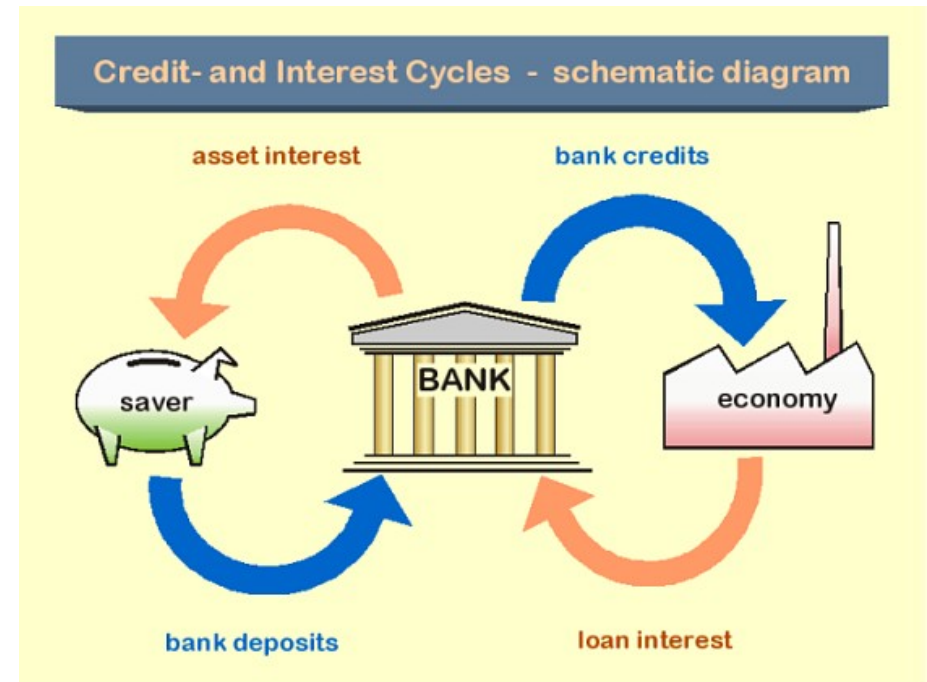 Credit- and Interest Cycles - schematic diagram
asset interest
bank credits
saver
BANK
economy
bank deposits
loan interest